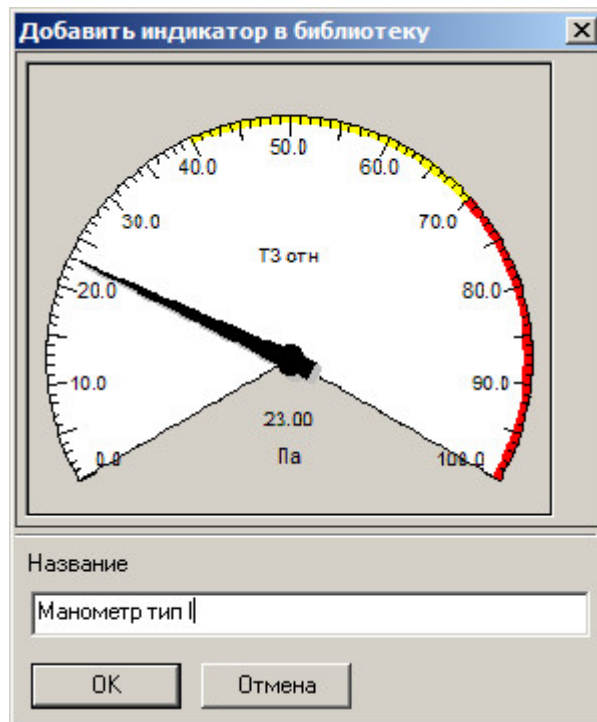 Добавить индикатор в библиотеку
50.0
40.0
60.0
30.0
70.0
ТЗ отн
20.0
80.0
10.0
90.0
23.00
0.0
Па
100.0
Название
Манометр тип I
OK
Отмена